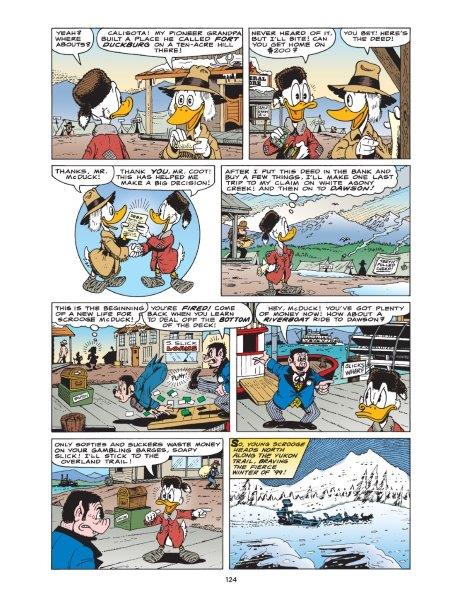 YEAH?
WHERE
ABOUTS?
CALISOTA! MY PIONEER GRANDPA
BUILT A PLACE HE CALLED FORT
DUCKBURG ON A TEN-ACRE HILL
THERE!
NEVER HEARD OF IT,
BUT I'LL BITE! CAN
YOU GET HOME ON
$200?
YOU BET! HERE'S
THE DEED!
THANKS, MR.
McDUCK!
THANK YOU, MR. COOT!
THIS HAS HELPED ME
MAKE A BIG DECISION!
DEED
AFTER I PUT THIS DEED IN THE BANK AND
BUY A FEW THINGS, I'LL MAKE ONE LAST
TRIP TO MY CLAIM ON WHITE AGONY
CREEK! AND THEN ON TO DAWSON!
TEETH
PULLED
CHEEP!
THIS IS THE BEGINNING
OF A NEW LIFE FOR
SCROOGE McDUCK!
YOU'RE FIRED! COME
BACK WHEN YOU LEARN
TO DEAL OFF THE BOTTOM
OF THE DECK!
S. SLICK
LOANS
PUNT!
HEY, McDUCK! YOU'VE GOT PLENTY
OF MONEY NOW! HOW ABOUT A
RIVERBOAT RIDE TO DAWSON?
SLICK'S
WHARF
ONLY SOFTIES AND SUCKERS WASTE MONEY
ON YOUR GAMBLING BARGES, SOAPY
SLICK! I'LL STICK TO THE
OVERLAND TRAIL!
SO, YOUNG SCROOGE
HEADS NORTH
ALONG THE YUKON
TRAIL, BRAVING
THE FIERCE
WINTER OF '99!
124